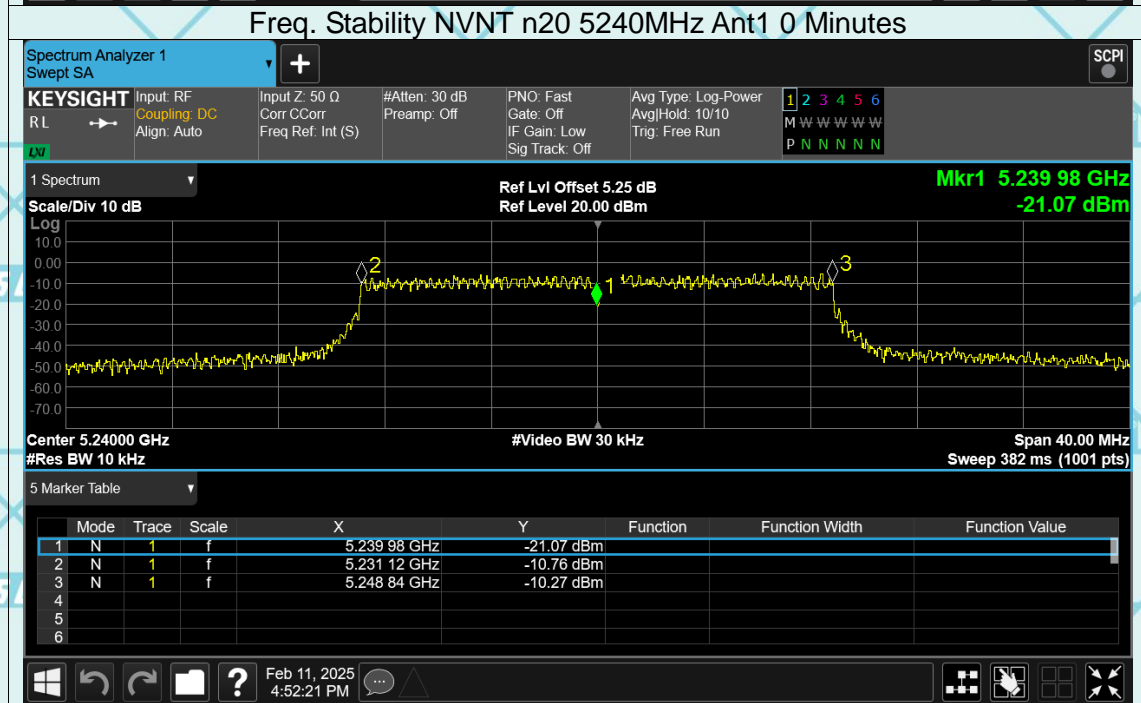 Freq. Stability NVNT n20 5240MHz Ant1 0 Minutes
Spectrum Analyzer 1
Swept SA
SCPI
KEYSIGHT Input: RF Input Z: 50 Ω #Atten: 30 dB PNO: Fast Avg Type: Log-Power 1 2 3 4 5 6
RL Coupling: DC Corr CCorr Preamp: Off Gate: Off Avg|Hold: 10/10 M W W W W W
Align: Auto Freq Ref: Int (S) IF Gain: Low Trig: Free Run
LXI Sig Track: Off P N N N N N
1 Spectrum Ref Lvl Offset 5.25 dB Mkr1 5.239 98 GHz
Scale/Div 10 dB Ref Level 20.00 dBm -21.07 dBm
Log
10.0
0.00
-10.0
-20.0
-30.0
-40.0
-50.0
-60.0
-70.0
2
1
3
Center 5.24000 GHz #Video BW 30 kHz Span 40.00 MHz
#Res BW 10 kHz Sweep 382 ms (1001 pts)
5 Marker Table
Mode Trace Scale X Y Function Function Width Function Value
1 N 1 f 5.239 98 GHz -21.07 dBm
2 N 1 f 5.231 12 GHz -10.76 dBm
3 N 1 f 5.248 84 GHz -10.27 dBm
4
5
6
? Feb 11, 2025
4:52:21 PM